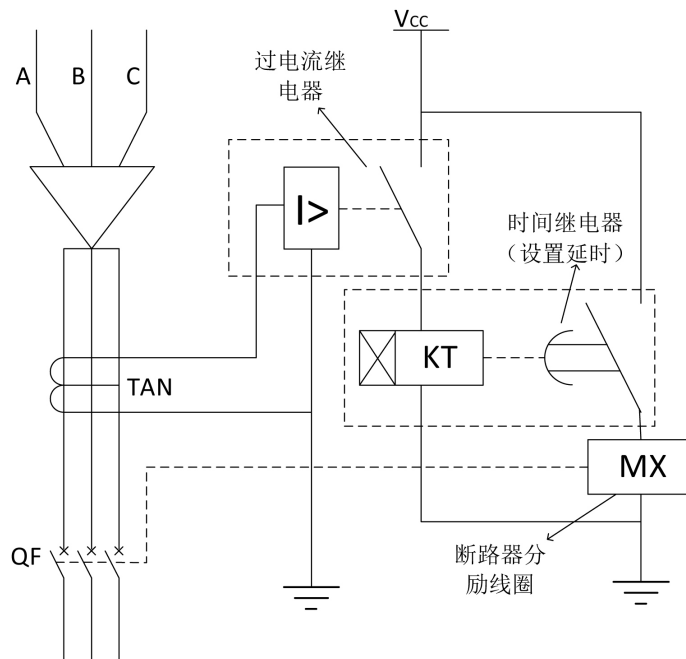 Vcc
A
B
C
过电流继
电器
I>
时间继电器
（设置延时）
KT
TAN
MX
QF
断路器分
励线圈